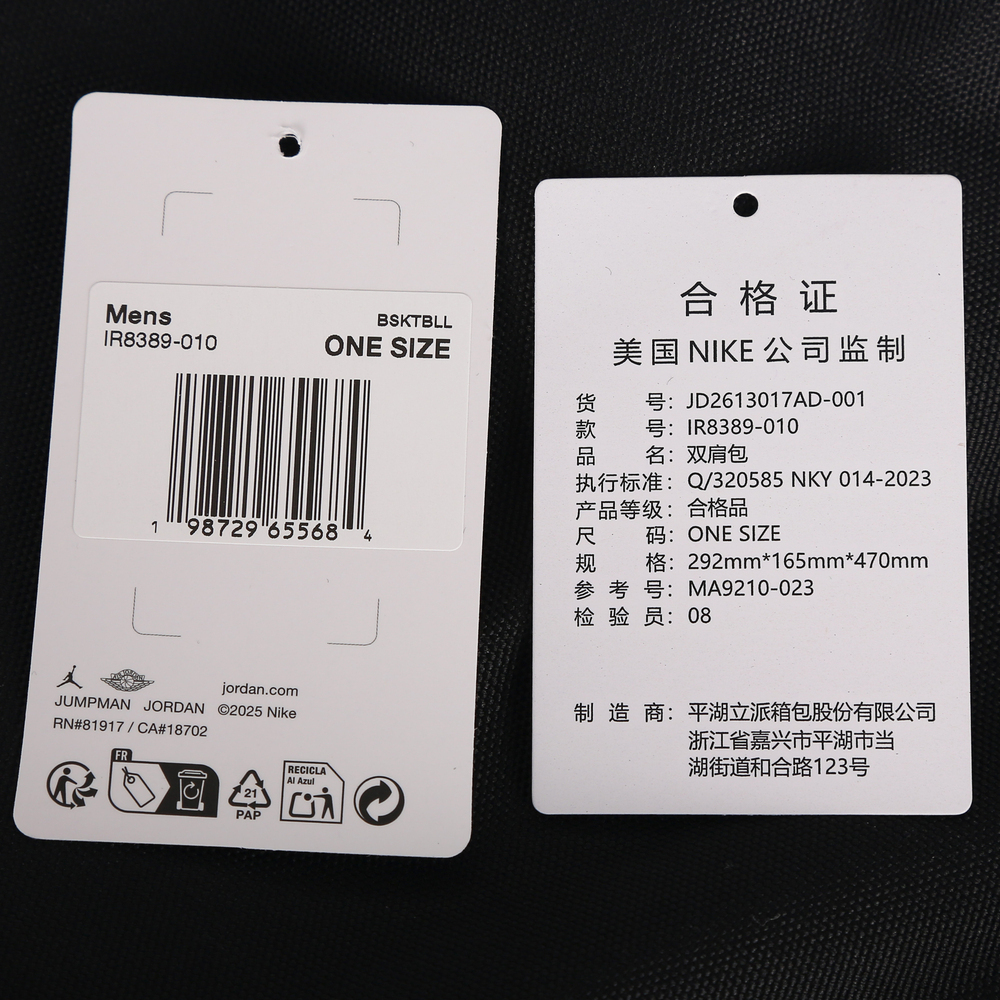 Mens
BSKTBLL
IR8389-010
ONE SIZE
1 98729 65568 4
JUMPMAN JORDAN
jordan.com
©2025 Nike
RN#81917 / CA#18702
FR
21
PAP
RECICLA
Al Azul
合格证
美国NIKE公司监制
货号：JD2613017AD-001
款号：IR8389-010
品名：双肩包
执行标准：Q/320585 NKY 014-2023
产品等级：合格品
尺码：ONE SIZE
规格：292mm*165mm*470mm
参考号：MA9210-023
检验员：08
制造商：平湖立派箱包股份有限公司
浙江省嘉兴市平湖市当
湖街道和合路123号